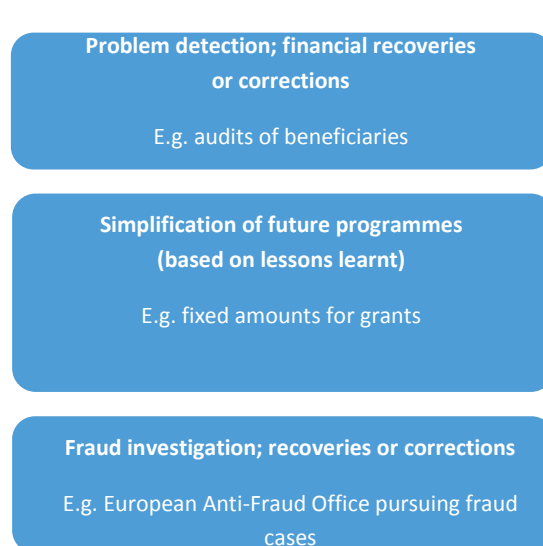 Problem detection; financial recoveries
or corrections
E.g. audits of beneficiaries
Simplification of future programmes
(based on lessons learnt)
E.g. fixed amounts for grants
Fraud investigation; recoveries or corrections
E.g. European Anti-Fraud Office pursuing fraud
cases